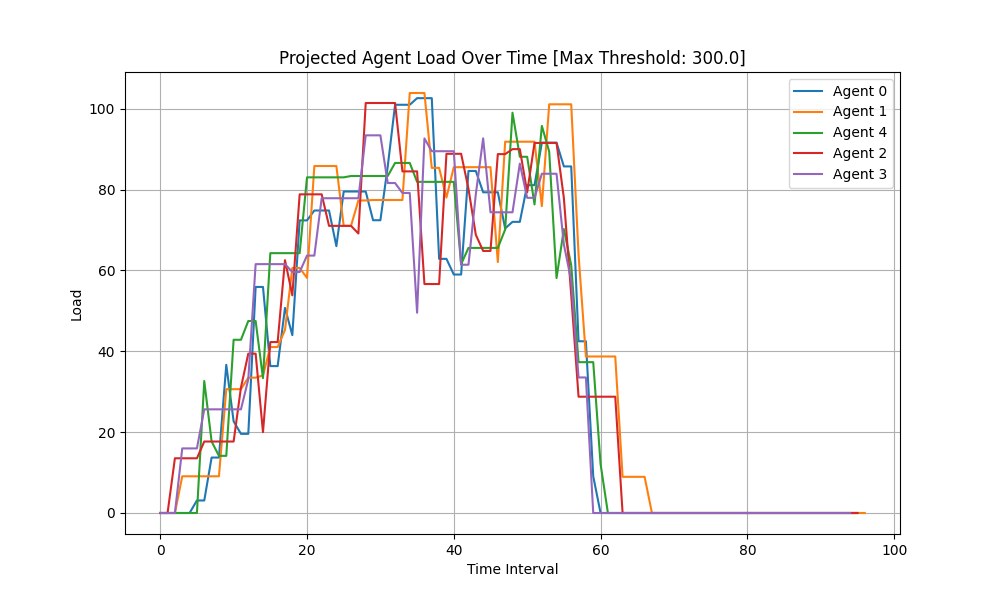 Projected Agent Load Over Time [Max Threshold: 300.0]
Agent 0
Agent 1
Agent 4
Agent 2
Agent 3
Load
100
80
60
40
20
0
0 20 40 60 80 100
Time Interval